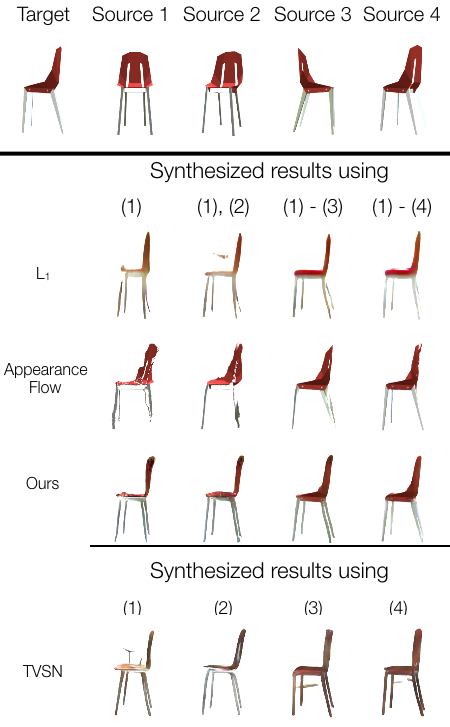 Target Source 1 Source 2 Source 3 Source 4
Synthesized results using
(1) (1), (2) (1) - (3) (1) - (4)
L₁
Appearance
Flow
Ours
Synthesized results using
(1) (2) (3) (4)
TVSN